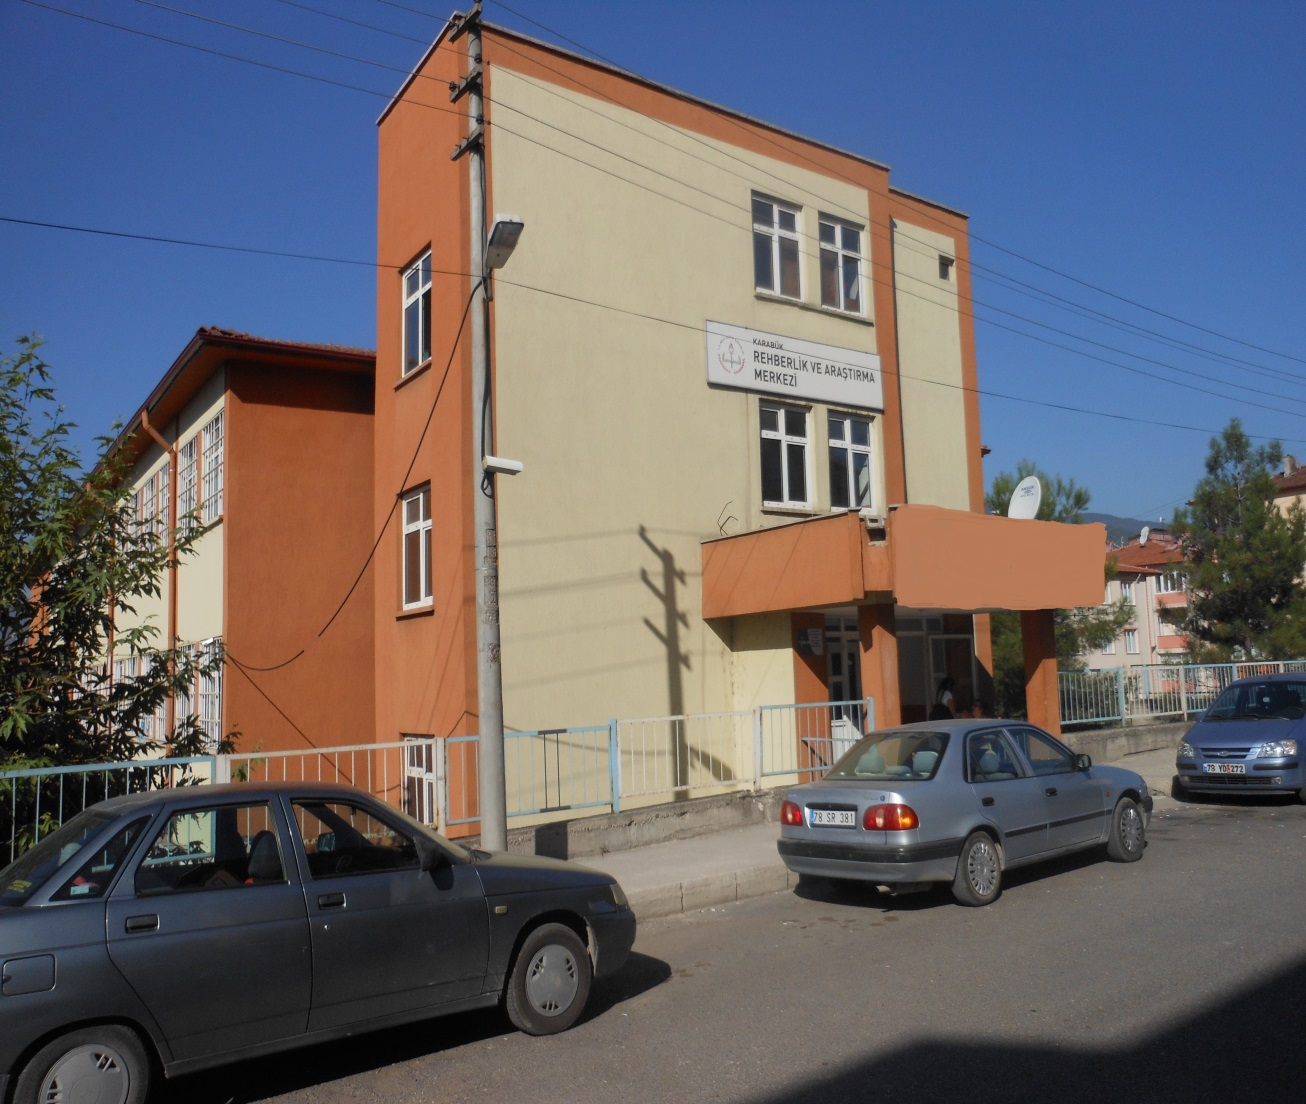 KARABÜK
REHBERLİK VE ARAŞTIRMA
MERKEZİ
78 SR 381
78 YD 272